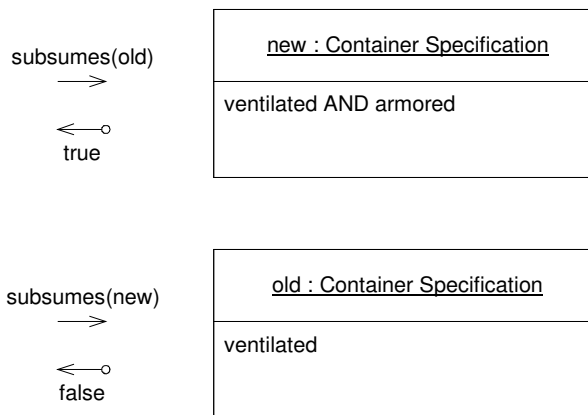 subsumes(old)
new : Container Specification
ventilated AND armored
true
subsumes(new)
old : Container Specification
ventilated
false